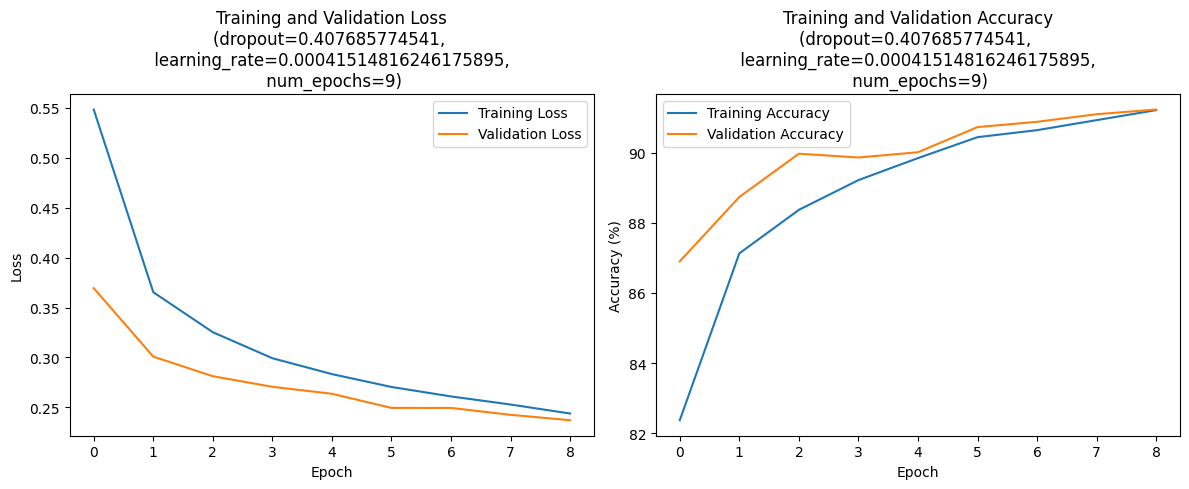 Training and Validation Loss
(dropout=0.407685774541,
learning_rate=0.00041514816246175895,
num_epochs=9)
0.55
0.50
0.45
0.40
0.35
0.30
0.25
Loss
Training Loss
Validation Loss
0 1 2 3 4 5 6 7 8
Epoch
Training and Validation Accuracy
(dropout=0.407685774541,
learning_rate=0.00041514816246175895,
num_epochs=9)
Training Accuracy
Validation Accuracy
90
88
86
84
82
Accuracy (%)
0 1 2 3 4 5 6 7 8
Epoch